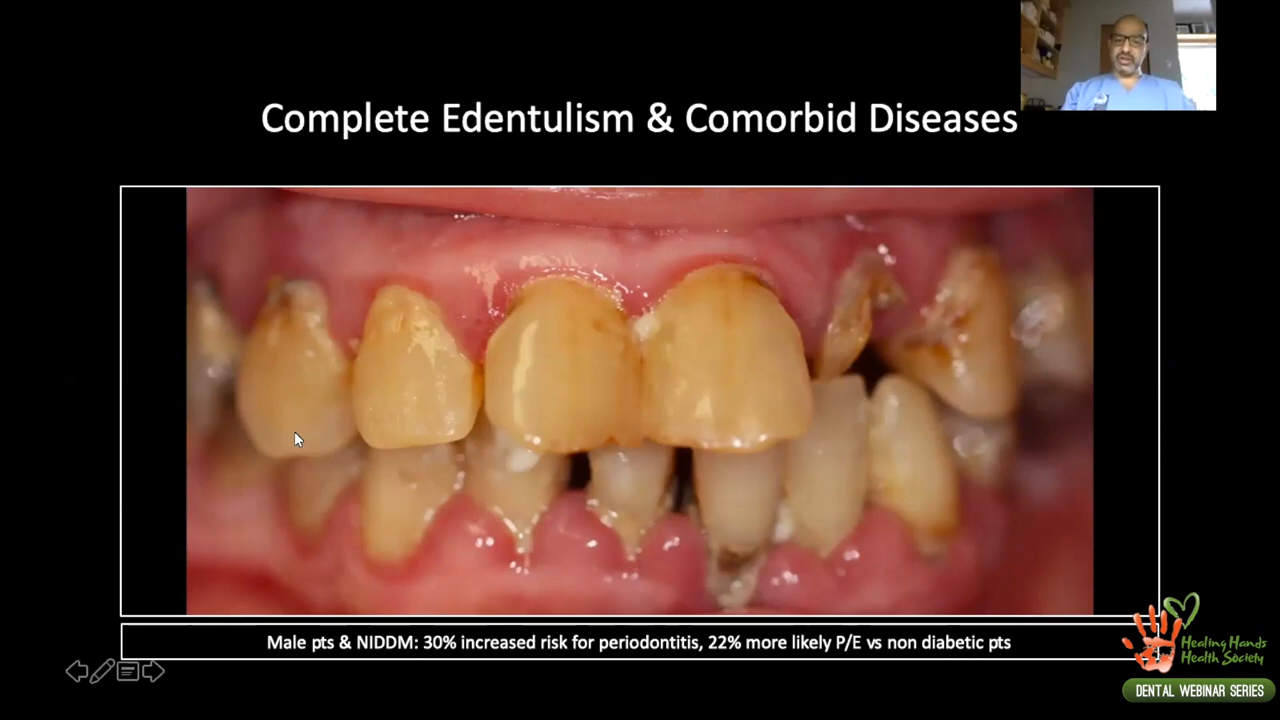 Complete Edentulism & Comorbid Diseases
Male pts & NIDDM: 30% increased risk for periodontitis, 22% more likely P/E vs non diabetic pts
Healing Hands
Health Society
DENTAL WEBINAR SERIES